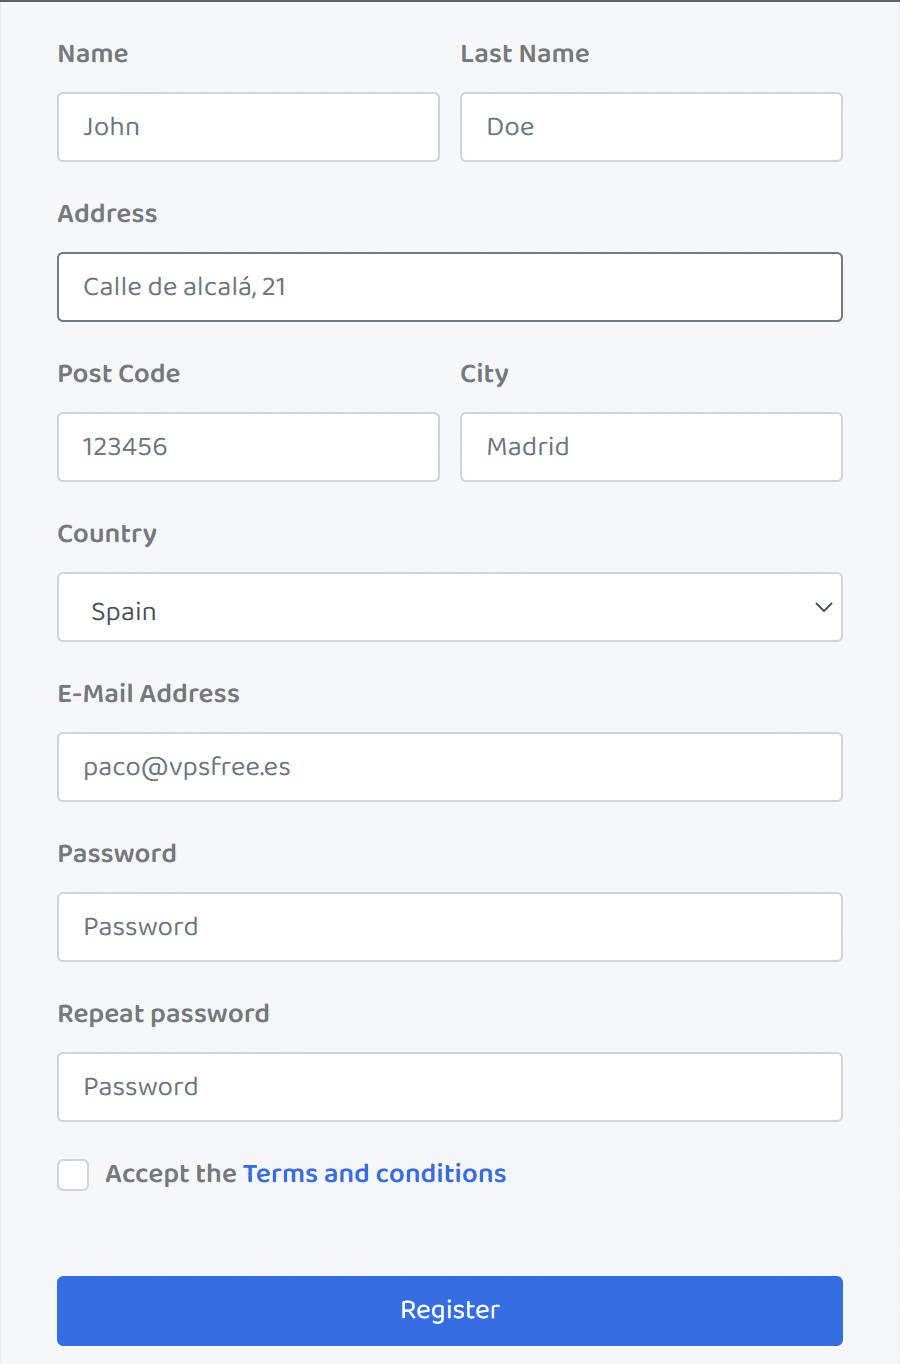 Name
Last Name
John
Doe
Address
Calle de alcalá, 21
Post Code
City
123456
Madrid
Country
Spain
E-Mail Address
paco@vpsfree.es
Password
Password
Repeat password
Password
Accept the Terms and conditions
Register